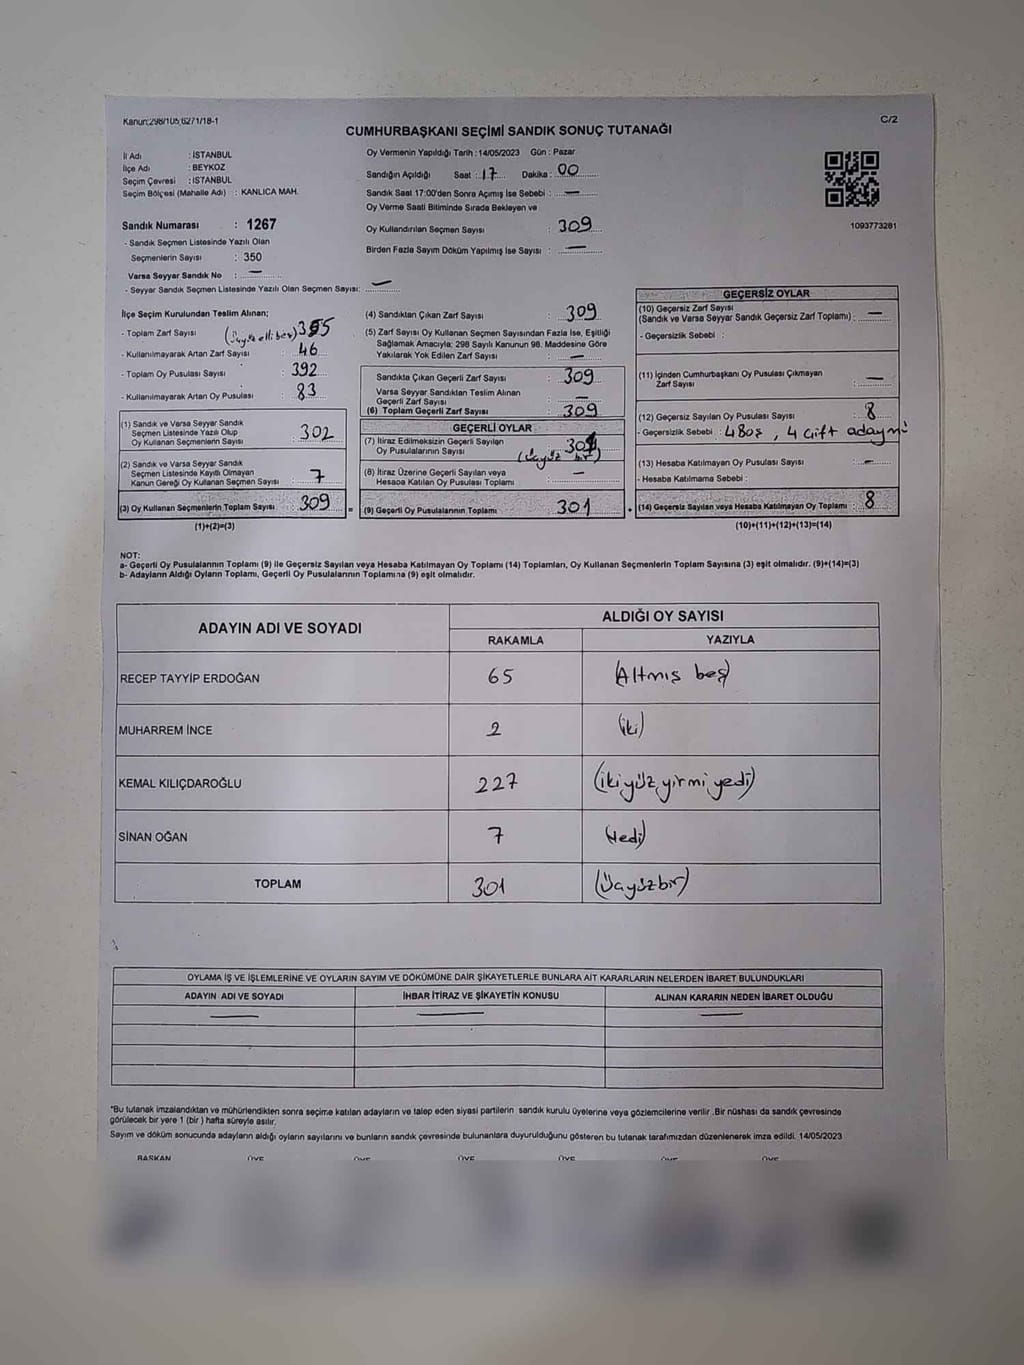 Kanun:298/105,6271/18-1
C/2
CUMHURBAŞKANI SEÇİMİ SANDIK SONUÇ TUTANAĞI
İl Adı : İSTANBUL
İlçe Adı : BEYKOZ
Seçim Çevresi : İSTANBUL
Seçim Bölgesi (Mahalle Adı) : KANLICA MAH.
Sandık Numarası : 1267
- Sandık Seçmen Listesinde Yazılı Olan
Seçmenlerin Sayısı : 350
Varsa Seyyar Sandık No : —
- Seyyar Sandık Seçmen Listesinde Yazılı Olan Seçmen Sayısı: —
Oy Vermenin Yapıldığı Tarih : 14/05/2023 Gün : Pazar
Sandığın Açıldığı Saat : 17 Dakika : 00
Sandık Saat 17:00'den Sonra Açımış İse Sebebi : —
Oy Verme Saati Bitiminde Sırada Bekleyen ve
Oy Kullandırılan Seçmen Sayısı : 309
Birden Fazla Sayım Döküm Yapılmış İse Sayısı : —
1093773281
İlçe Seçim Kurulundan Teslim Alınan;
- Toplam Zarf Sayısı (Üçyüz elli beş) 355
- Kullanılmayarak Artan Zarf Sayısı : 46
- Toplam Oy Pusulası Sayısı : 392
- Kullanılmayarak Artan Oy Pusulası : 83
(1) Sandık ve Varsa Seyyar Sandık
Seçmen Listesinde Yazılı Olup
Oy Kullanan Seçmenlerin Sayısı : 302
(2) Sandık ve Varsa Seyyar Sandık
Seçmen Listesinde Kayıtlı Olmayan
Kanun Gereği Oy Kullanan Seçmen Sayısı : 7
(3) Oy Kullanan Seçmenlerin Toplam Sayısı : 309
(1)+(2)=(3)
(4) Sandıktan Çıkan Zarf Sayısı : 309
(5) Zarf Sayısı Oy Kullanan Seçmen Sayısından Fazla İse, Eşitliği
Sağlamak Amacıyla; 298 Sayılı Kanunun 98. Maddesine Göre
Yakılarak Yok Edilen Zarf Sayısı : —
Sandıkta Çıkan Geçerli Zarf Sayısı : 309
Varsa Seyyar Sandıktan Teslim Alınan
Geçerli Zarf Sayısı : —
(6) Toplam Geçerli Zarf Sayısı : 309
GEÇERLİ OYLAR
(7) İtiraz Edilmeksizin Geçerli Sayılan
Oy Pusulalarının Sayısı : 301
(Üçyüz bir)
(8) İtiraz Üzerine Geçerli Sayılan veya
Hesaba Katılan Oy Pusulası Toplamı : —
= (9) Geçerli Oy Pusulalarının Toplamı : 301
GEÇERSİZ OYLAR
(10) Geçersiz Zarf Sayısı
(Sandık ve Varsa Seyyar Sandık Geçersiz Zarf Toplamı) : —
- Geçersizlik Sebebi :
(11) İçinden Cumhurbaşkanı Oy Pusulası Çıkmayan
Zarf Sayısı : —
(12) Geçersiz Sayılan Oy Pusulası Sayısı : 8
- Geçersizlik Sebebi : 4 Boş , 4 Çift adaymı
(13) Hesaba Katılmayan Oy Pusulası Sayısı : —
- Hesaba Katılmama Sebebi :
+ (14) Geçersiz Sayılan veya Hesaba Katılmayan Oy Toplamı : 8
(10)+(11)+(12)+(13)=(14)
NOT:
a- Geçerli Oy Pusulalarının Toplamı (9) ile Geçersiz Sayılan veya Hesaba Katılmayan Oy Toplamı (14) Toplamları, Oy Kullanan Seçmenlerin Toplam Sayısına (3) eşit olmalıdır. (9)+(14)=(3)
b- Adayların Aldığı Oyların Toplamı, Geçerli Oy Pusulalarının Toplamına (9) eşit olmalıdır.
ADAYIN ADI VE SOYADI
ALDIĞI OY SAYISI
RAKAMLA YAZIYLA
RECEP TAYYİP ERDOĞAN 65 (Altmış beş)
MUHARREM İNCE 2 (iki)
KEMAL KILIÇDAROĞLU 227 (ikiyüz yirmi yedi)
SİNAN OĞAN 7 (Yedi)
TOPLAM 301 (Üçyüzbir)
OYLAMA İŞ VE İŞLEMLERİNE VE OYLARIN SAYIM VE DÖKÜMÜNE DAİR ŞİKAYETLERLE BUNLARA AİT KARARLARIN NELERDEN İBARET BULUNDUKLARI
ADAYIN ADI VE SOYADI İHBAR İTİRAZ VE ŞİKAYETİN KONUSU ALINAN KARARIN NEDEN İBARET OLDUĞU
— — —
*Bu tutanak imzalandıktan ve mühürlendikten sonra seçime katılan adayların ve talep eden siyasi partilerin sandık kurulu üyelerine veya gözlemcilerine verilir .Bir nüshası da sandık çevresinde
görülecek bir yere 1 (bir ) hafta süreyle asılır.
Sayım ve döküm sonucunda adayların aldığı oyların sayılarını ve bunların sandık çevresinde bulunanlara duyurulduğunu gösteren bu tutanak tarafımızdan düzenlenerek imza edildi. 14/05/2023
BAŞKAN ÜYE ÜYE ÜYE ÜYE ÜYE ÜYE